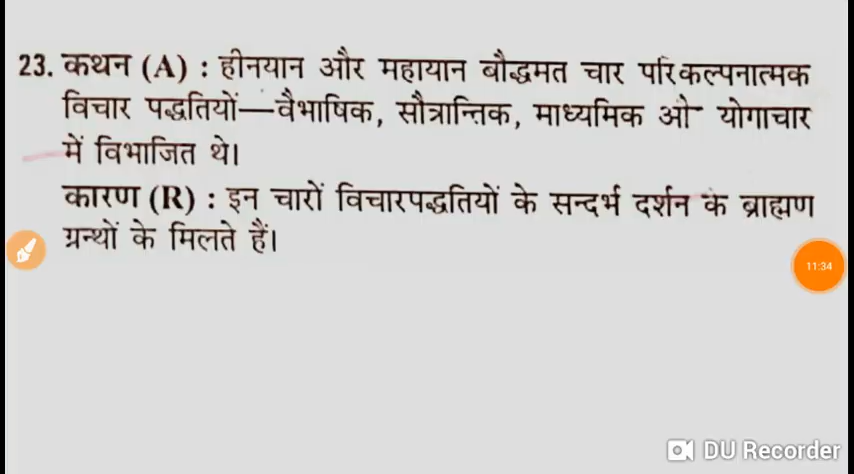 23. कथन (A) : हीनयान और महायान बौद्धमत चार परिकल्पनात्मक
विचार पद्धतियों—वैभाषिक, सौत्रान्तिक, माध्यमिक ओ योगाचार
में विभाजित थे।
कारण (R) : इन चारों विचारपद्धतियों के सन्दर्भ दर्शन के ब्राह्मण
ग्रन्थों के मिलते हैं।
11:34
DU Recorder